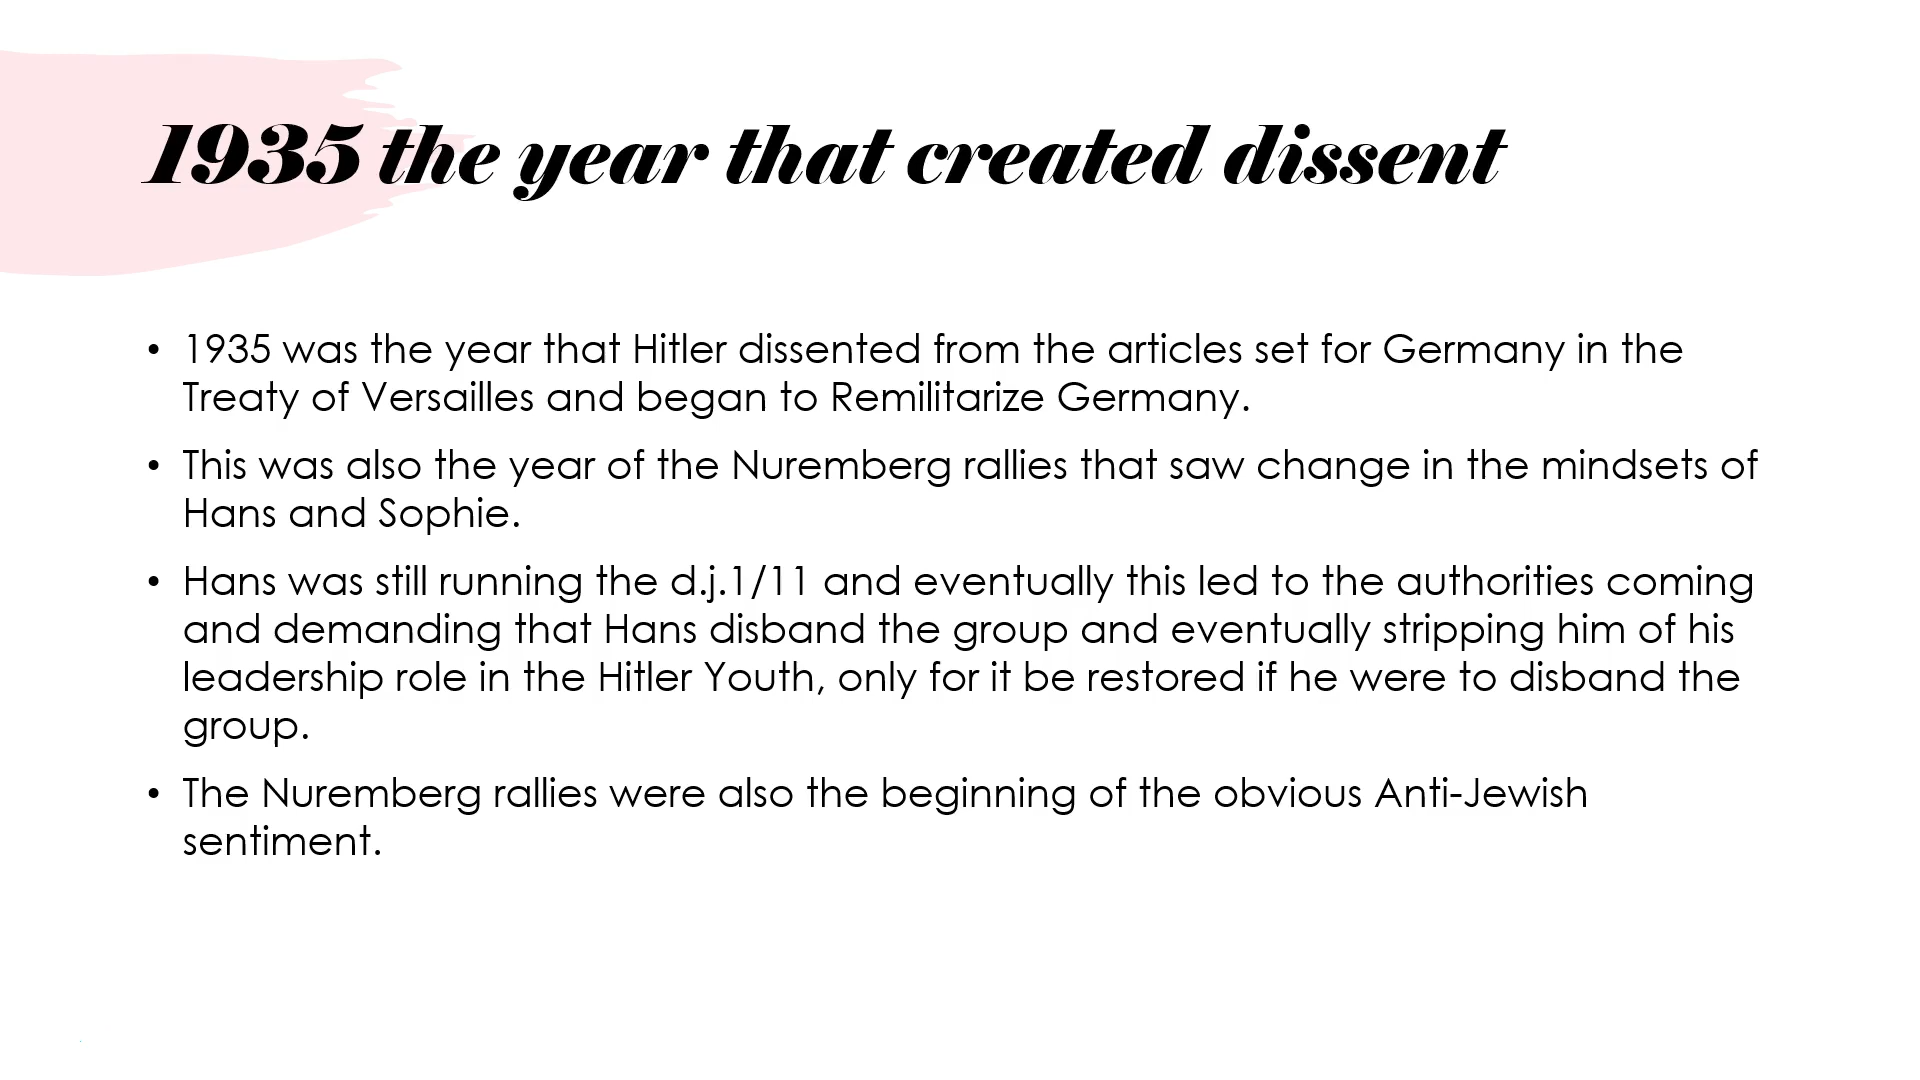 1935 the year that created dissent
• 1935 was the year that Hitler dissented from the articles set for Germany in the
Treaty of Versailles and began to Remilitarize Germany.
• This was also the year of the Nuremberg rallies that saw change in the mindsets of
Hans and Sophie.
• Hans was still running the d.j.1/11 and eventually this led to the authorities coming
and demanding that Hans disband the group and eventually stripping him of his
leadership role in the Hitler Youth, only for it be restored if he were to disband the
group.
• The Nuremberg rallies were also the beginning of the obvious Anti-Jewish
sentiment.